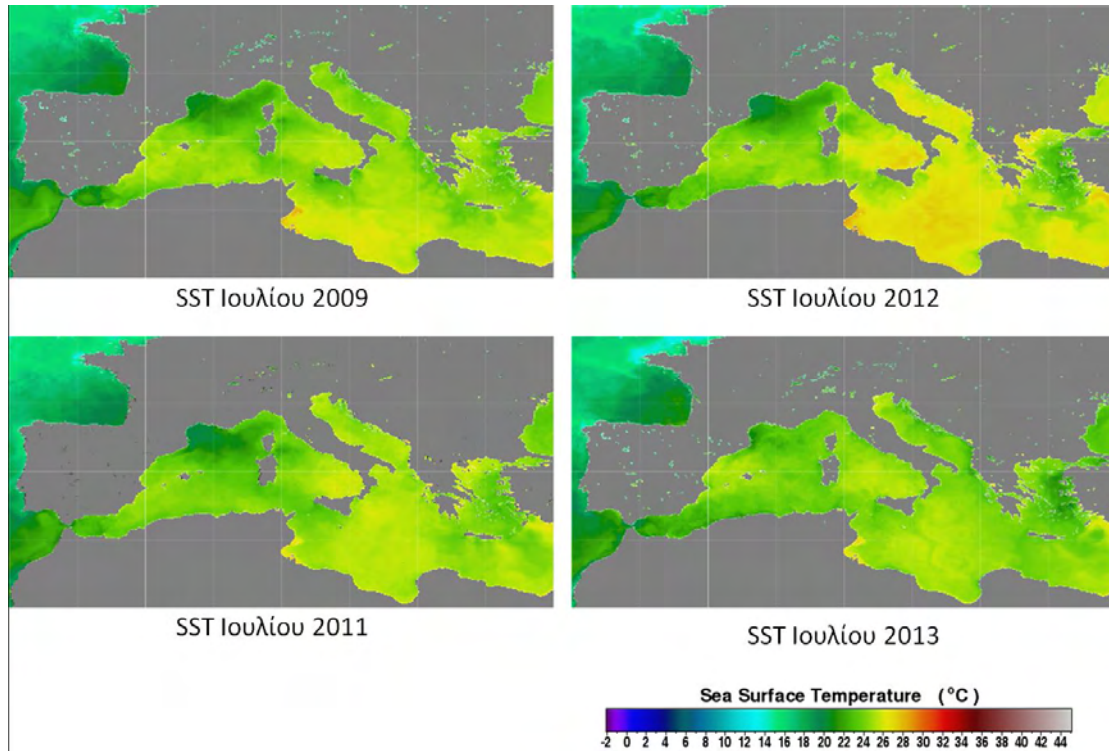 SST Ιουλίου 2009
SST Ιουλίου 2012
SST Ιουλίου 2011
SST Ιουλίου 2013
Sea Surface Temperature (°C)
-2 0 2 4 6 8 10 12 14 16 18 20 22 24 26 28 30 32 34 36 38 40 42 44